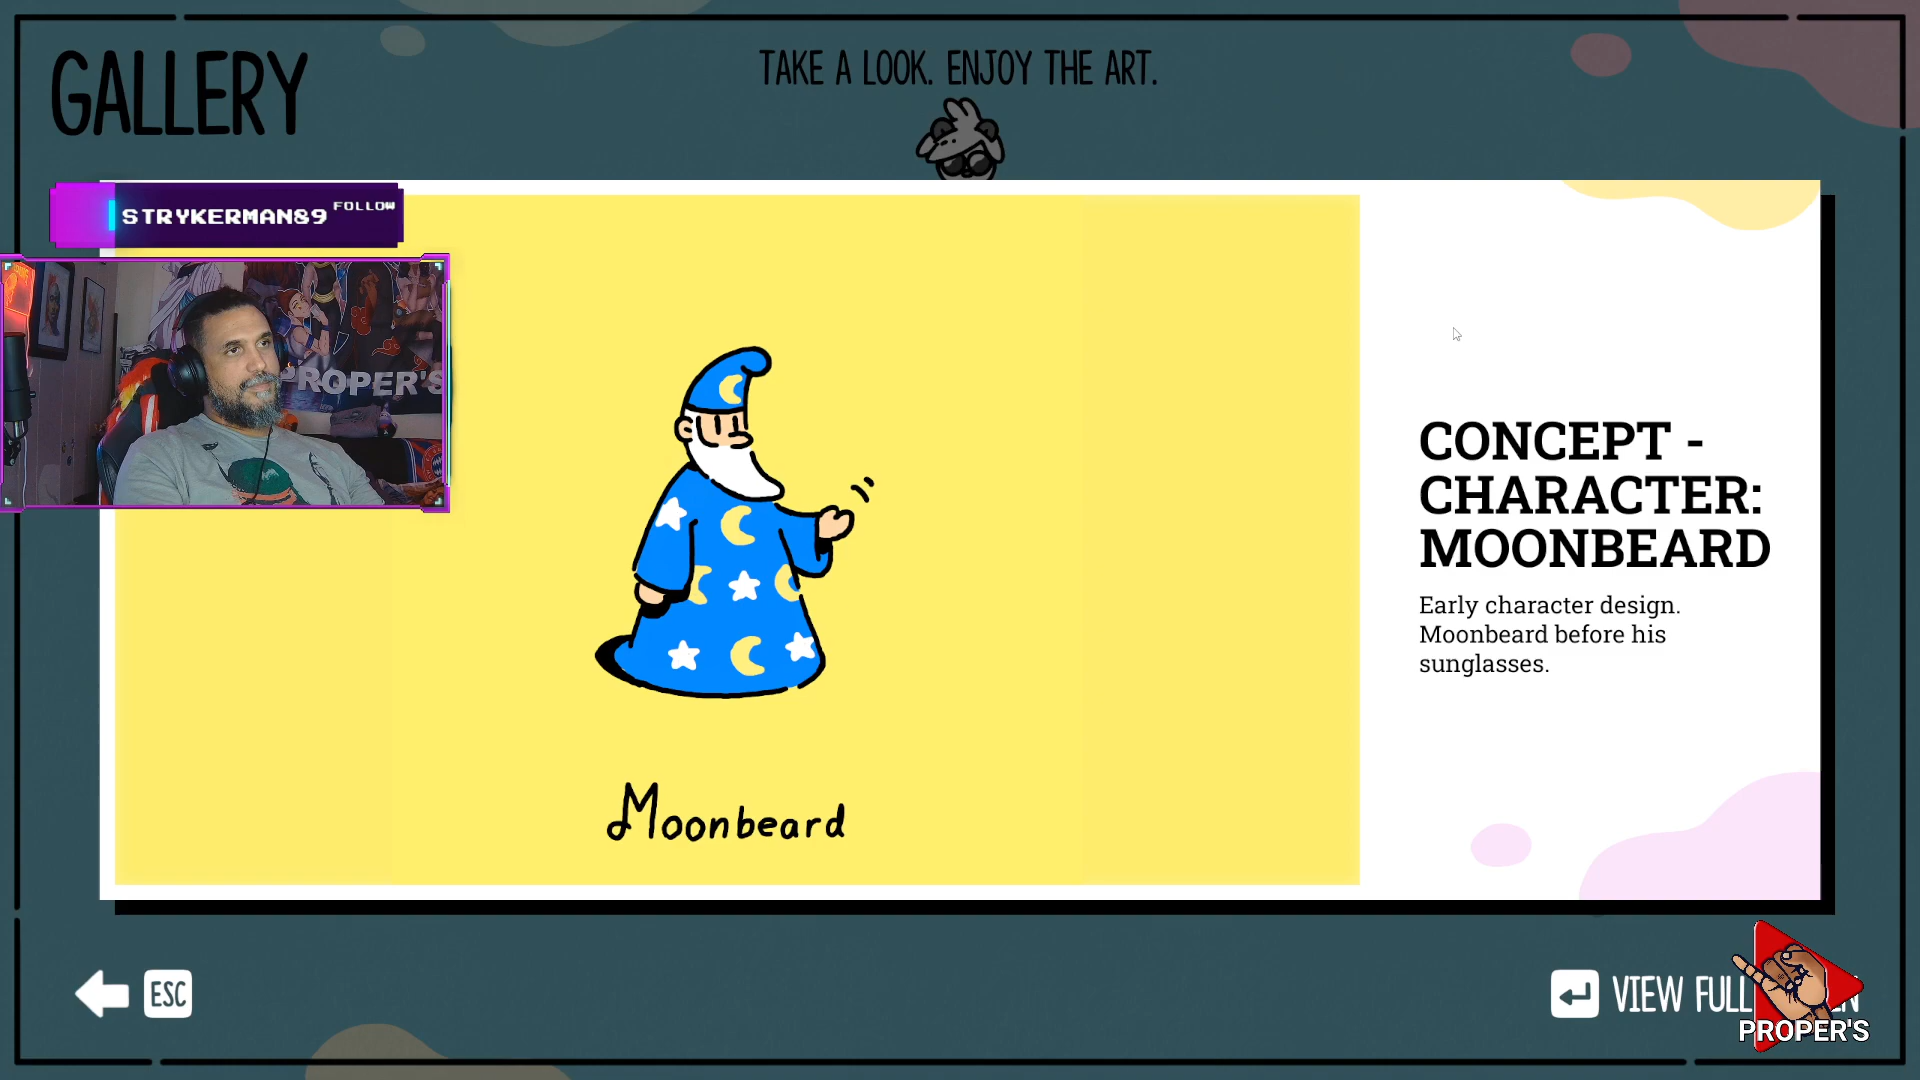 GALLERY
TAKE A LOOK. ENJOY THE ART.
STRYKERMAN89 FOLLOW
PROPER'S
CONCEPT -
CHARACTER:
MOONBEARD
Early character design.
Moonbeard before his
sunglasses.
Moonbeard
ESC
VIEW FULL
PROPER'S